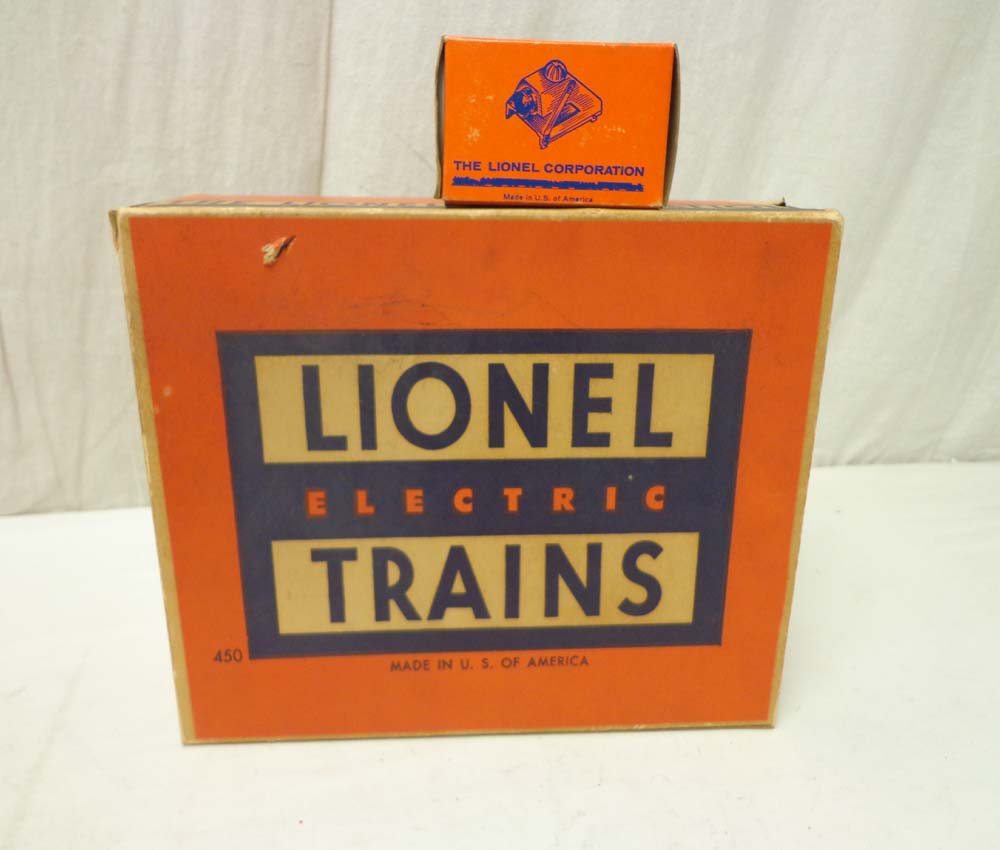 THE LIONEL CORPORATION
Made in U.S. of America
LIONEL
ELECTRIC
TRAINS
450
MADE IN U. S. OF AMERICA